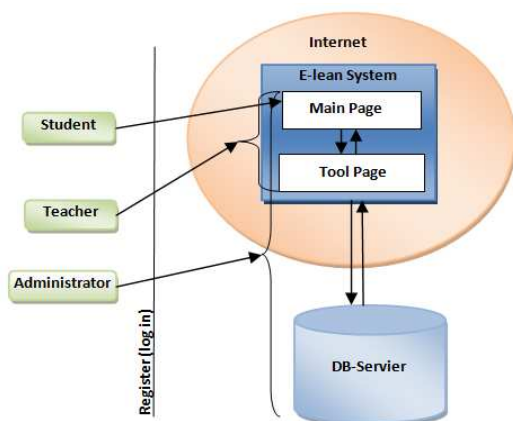 Internet
E-lean System
Main Page
Tool Page
Student
Teacher
Administrator
Register (log in)
DB-Servier